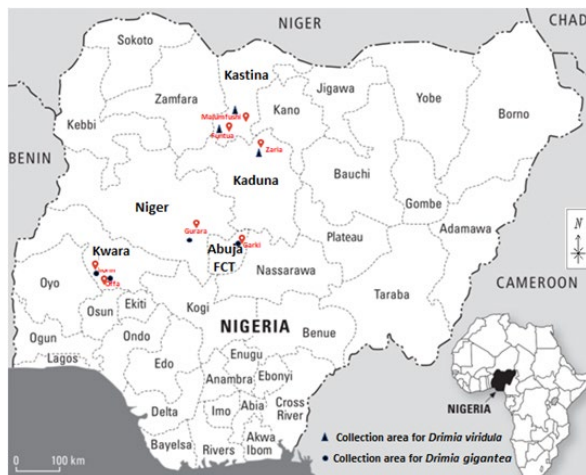 NIGER
CHAD
Sokoto
Kastina
Zamfara
Kano
Jigawa
Yobe
Borno
Kebbi
Funtua
Zaria
BENIN
Kaduna
Bauchi
Gombe
Niger
Adamawa
Gurara
Garki
Plateau
Kwara
Abuja
FCT
Nassarawa
Oyo
Offa
Taraba
CAMEROON
N
Ekiti
Kogi
Osun
NIGERIA
Ogun
Ondo
Benue
Lagos
Edo
Enugu
Anambra
Ebonyi
Cross
River
Delta
Imo
Abia
Bayelsa
Rivers
Akwa
Ibom
NIGERIA
Collection area for Drimia viridula
Collection area for Drimia gigantea
0 100 km